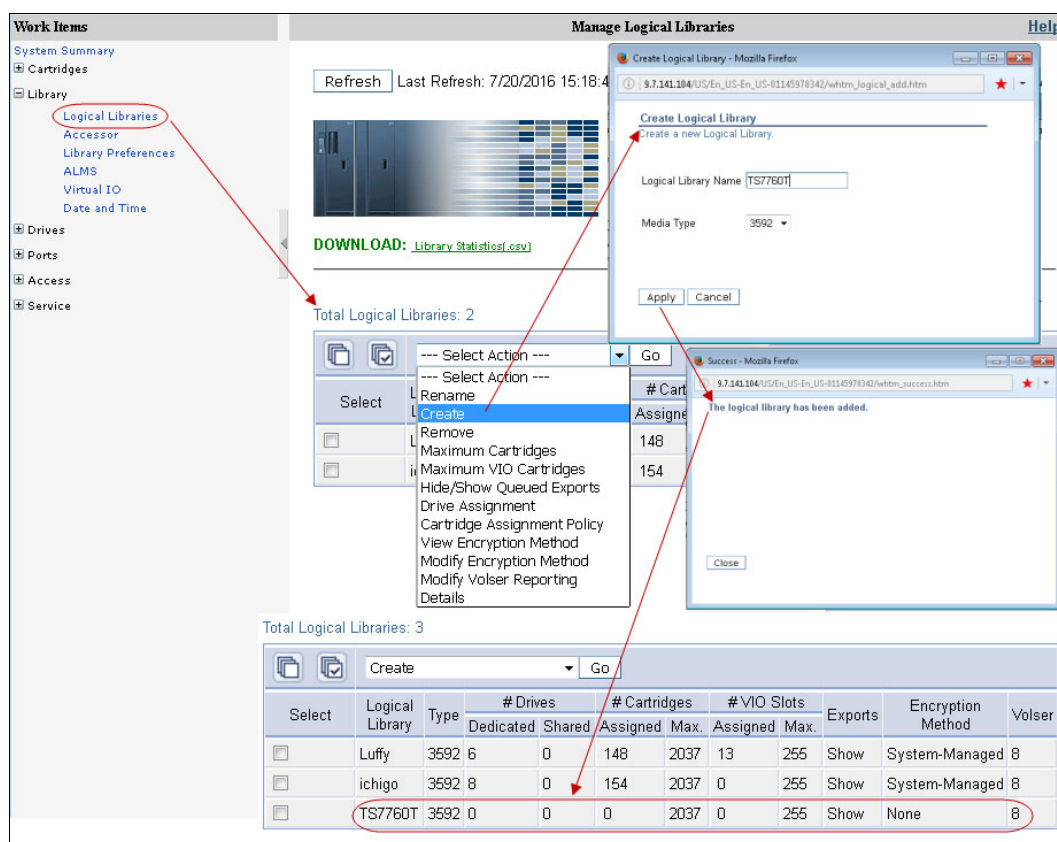 Work Items
Manage Logical Libraries
Help
System Summary
Cartridges
Library
Logical Libraries
Accessor
Library Preferences
ALMS
Virtual IO
Date and Time
Drives
Ports
Access
Service
Refresh Last Refresh: 7/20/2016 15:18:4
DOWNLOAD: Library Statistics(.csv)
Total Logical Libraries: 2
--- Select Action --- Go
--- Select Action ---
Rename
Create
Remove
Maximum Cartridges
Maximum VIO Cartridges
Hide/Show Queued Exports
Drive Assignment
Cartridge Assignment Policy
View Encryption Method
Modify Encryption Method
Modify Volser Reporting
Details
Select
# Cart
Assigne
148
154
Create Logical Library - Mozilla Firefox
9.7.141.104/US/En_US-En_US-01145978342/whtm_logical_add.htm
Create Logical Library
Create a new Logical Library.
Logical Library Name TS7760T
Media Type 3592
Apply Cancel
Success - Mozilla Firefox
9.7.141.104/US/En_US-En_US-01145978342/whtm_success.htm
The logical library has been added.
Close
Total Logical Libraries: 3
Create Go
Select Logical Library Type # Drives # Cartridges # VIO Slots Exports Encryption Method Volser
Dedicated Shared Assigned Max. Assigned Max.
Luffy 3592 6 0 148 2037 13 255 Show System-Managed 8
ichigo 3592 8 0 154 2037 0 255 Show System-Managed 8
TS7760T 3592 0 0 0 2037 0 255 Show None 8